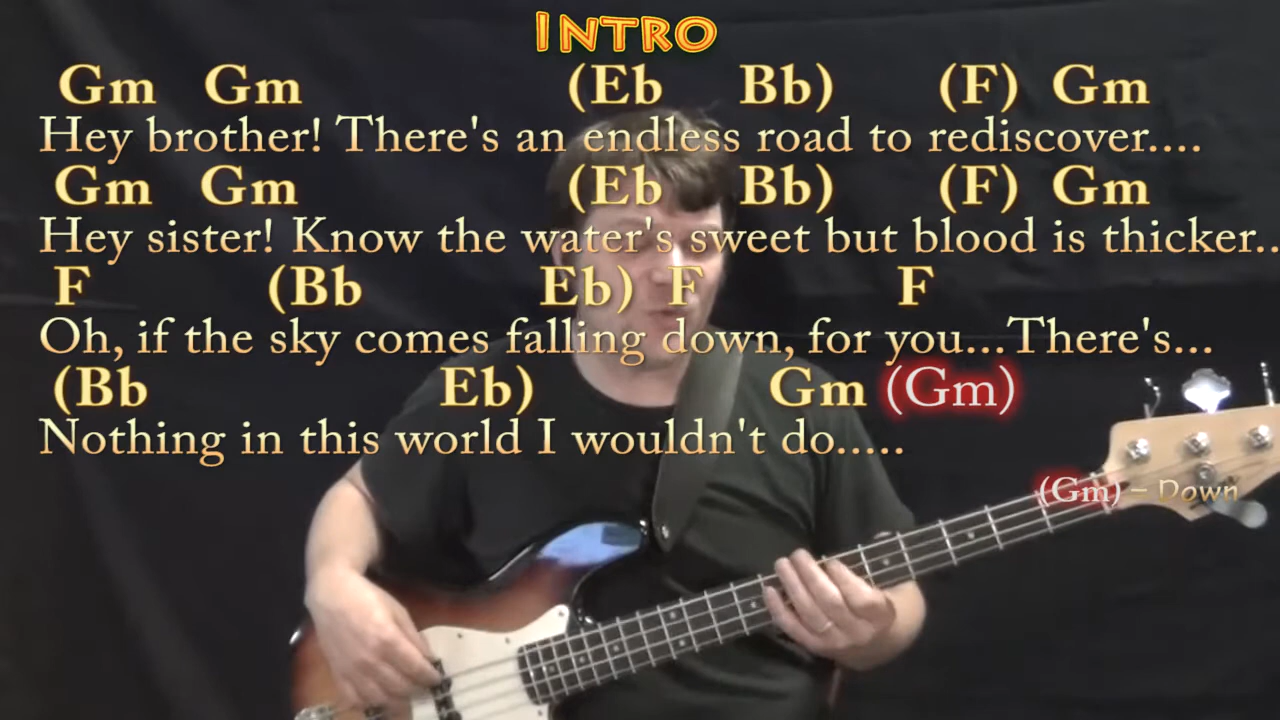 INTRO
Gm Gm (Eb Bb) (F) Gm
Hey brother! There's an endless road to rediscover....
Gm Gm (Eb Bb) (F) Gm
Hey sister! Know the water's sweet but blood is thicker..
F (Bb Eb) F F
Oh, if the sky comes falling down, for you...There's...
(Bb Eb) Gm (Gm)
Nothing in this world I wouldn't do.....
(Gm) – Down